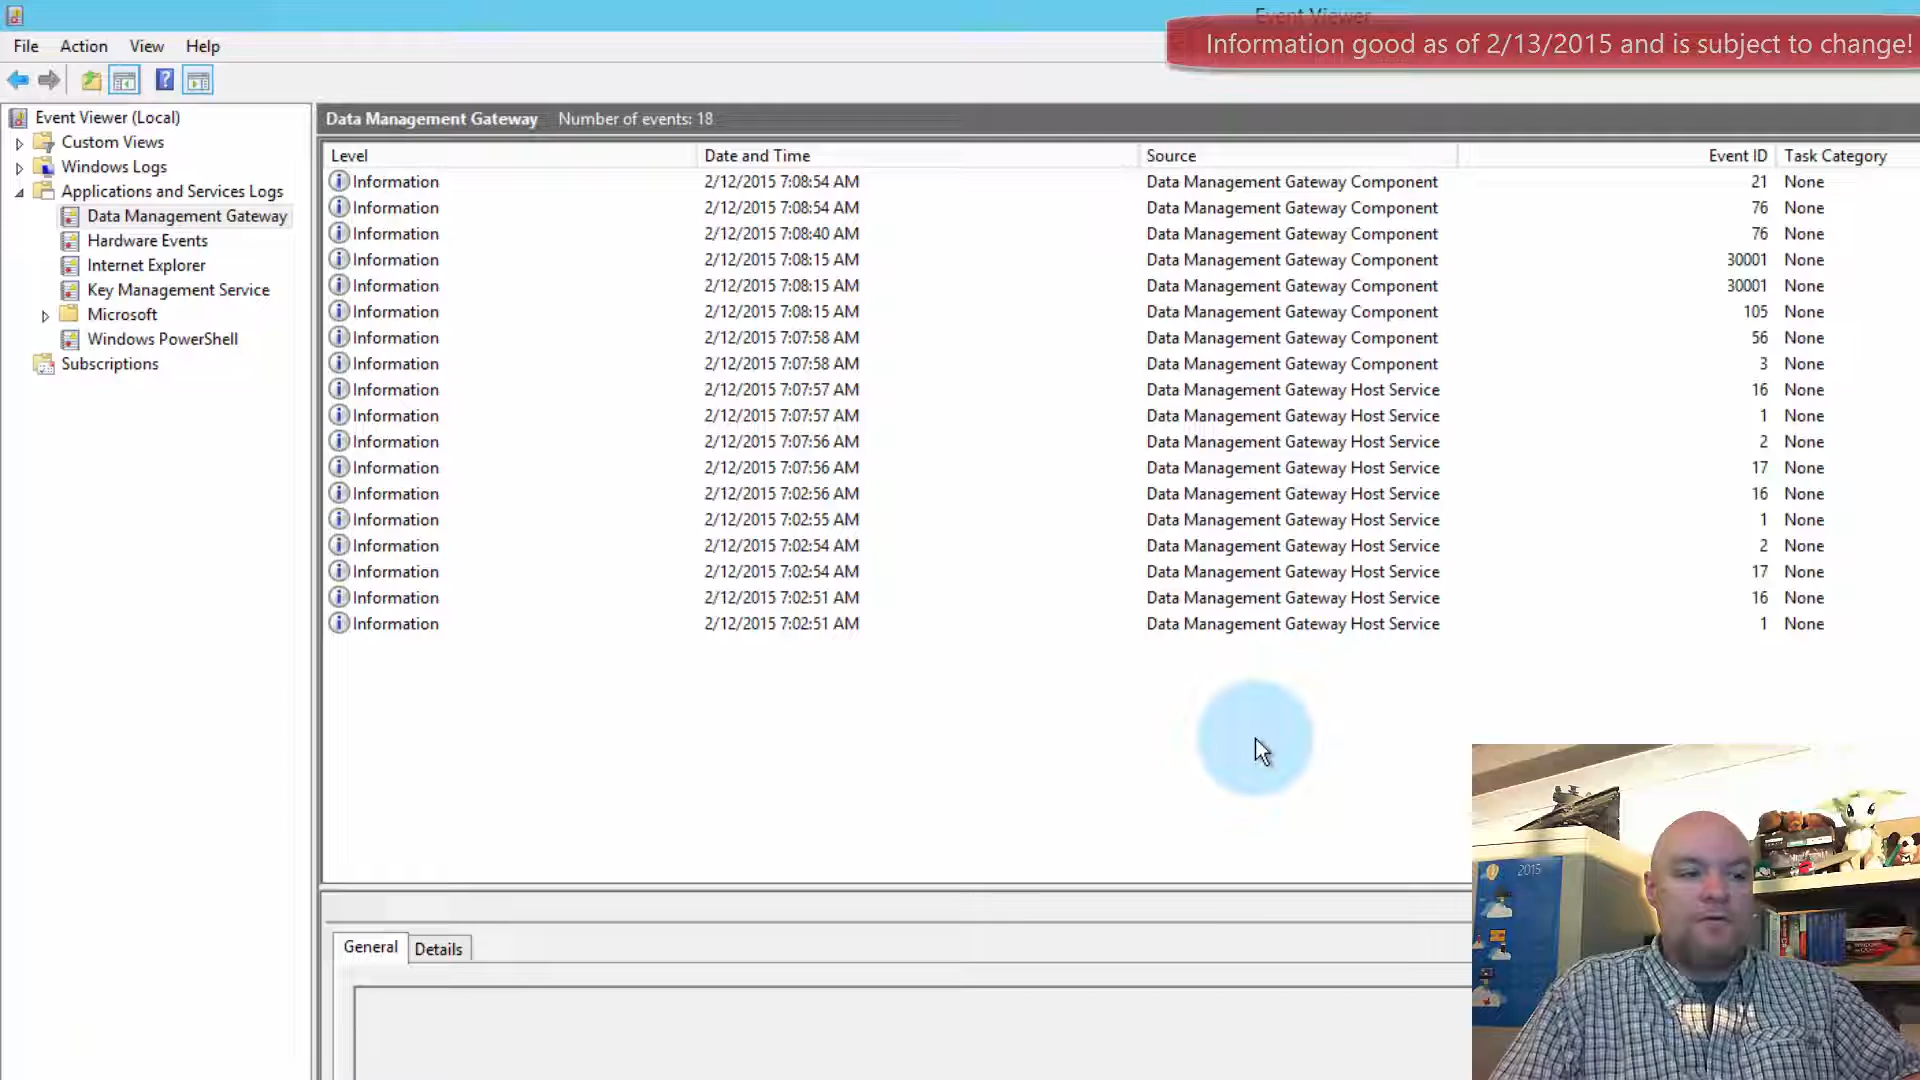 Event Viewer
Information good as of 2/13/2015 and is subject to change!
File Action View Help
Event Viewer (Local)
Custom Views
Windows Logs
Applications and Services Logs
Data Management Gateway
Hardware Events
Internet Explorer
Key Management Service
Microsoft
Windows PowerShell
Subscriptions
Data Management Gateway Number of events: 18
Level Date and Time Source Event ID Task Category
Information 2/12/2015 7:08:54 AM Data Management Gateway Component 21 None
Information 2/12/2015 7:08:54 AM Data Management Gateway Component 76 None
Information 2/12/2015 7:08:40 AM Data Management Gateway Component 76 None
Information 2/12/2015 7:08:15 AM Data Management Gateway Component 30001 None
Information 2/12/2015 7:08:15 AM Data Management Gateway Component 30001 None
Information 2/12/2015 7:08:15 AM Data Management Gateway Component 105 None
Information 2/12/2015 7:07:58 AM Data Management Gateway Component 56 None
Information 2/12/2015 7:07:58 AM Data Management Gateway Component 3 None
Information 2/12/2015 7:07:57 AM Data Management Gateway Host Service 16 None
Information 2/12/2015 7:07:57 AM Data Management Gateway Host Service 1 None
Information 2/12/2015 7:07:56 AM Data Management Gateway Host Service 2 None
Information 2/12/2015 7:07:56 AM Data Management Gateway Host Service 17 None
Information 2/12/2015 7:02:56 AM Data Management Gateway Host Service 16 None
Information 2/12/2015 7:02:55 AM Data Management Gateway Host Service 1 None
Information 2/12/2015 7:02:54 AM Data Management Gateway Host Service 2 None
Information 2/12/2015 7:02:54 AM Data Management Gateway Host Service 17 None
Information 2/12/2015 7:02:51 AM Data Management Gateway Host Service 16 None
Information 2/12/2015 7:02:51 AM Data Management Gateway Host Service 1 None
General Details
2015